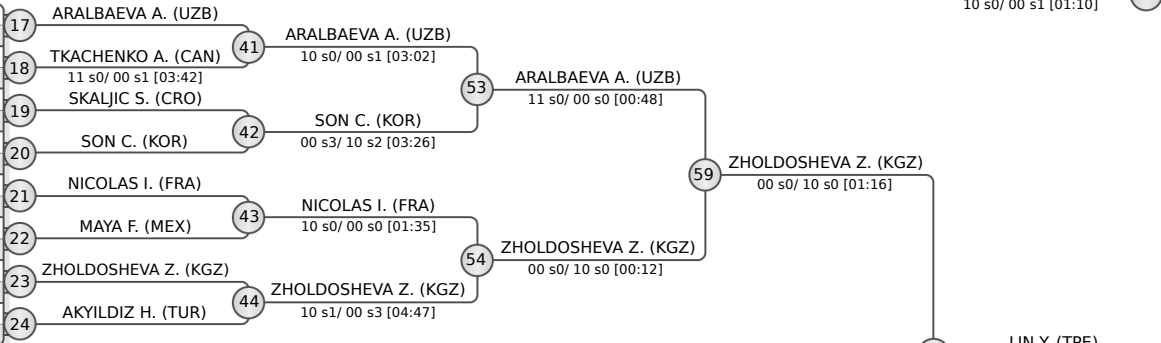 10 s0/ 00 s1 [01:10]
17
ARALBAEVA A. (UZB)
18
TKACHENKO A. (CAN)
11 s0/ 00 s1 [03:42]
41
ARALBAEVA A. (UZB)
10 s0/ 00 s1 [03:02]
19
SKALJIC S. (CRO)
20
SON C. (KOR)
42
SON C. (KOR)
00 s3/ 10 s2 [03:26]
53
ARALBAEVA A. (UZB)
11 s0/ 00 s0 [00:48]
21
NICOLAS I. (FRA)
22
MAYA F. (MEX)
43
NICOLAS I. (FRA)
10 s0/ 00 s0 [01:35]
23
ZHOLDOSHEVA Z. (KGZ)
24
AKYILDIZ H. (TUR)
44
ZHOLDOSHEVA Z. (KGZ)
10 s1/ 00 s3 [04:47]
54
ZHOLDOSHEVA Z. (KGZ)
00 s0/ 10 s0 [00:12]
59
ZHOLDOSHEVA Z. (KGZ)
00 s0/ 10 s0 [01:16]
LIN Y. (TPE)